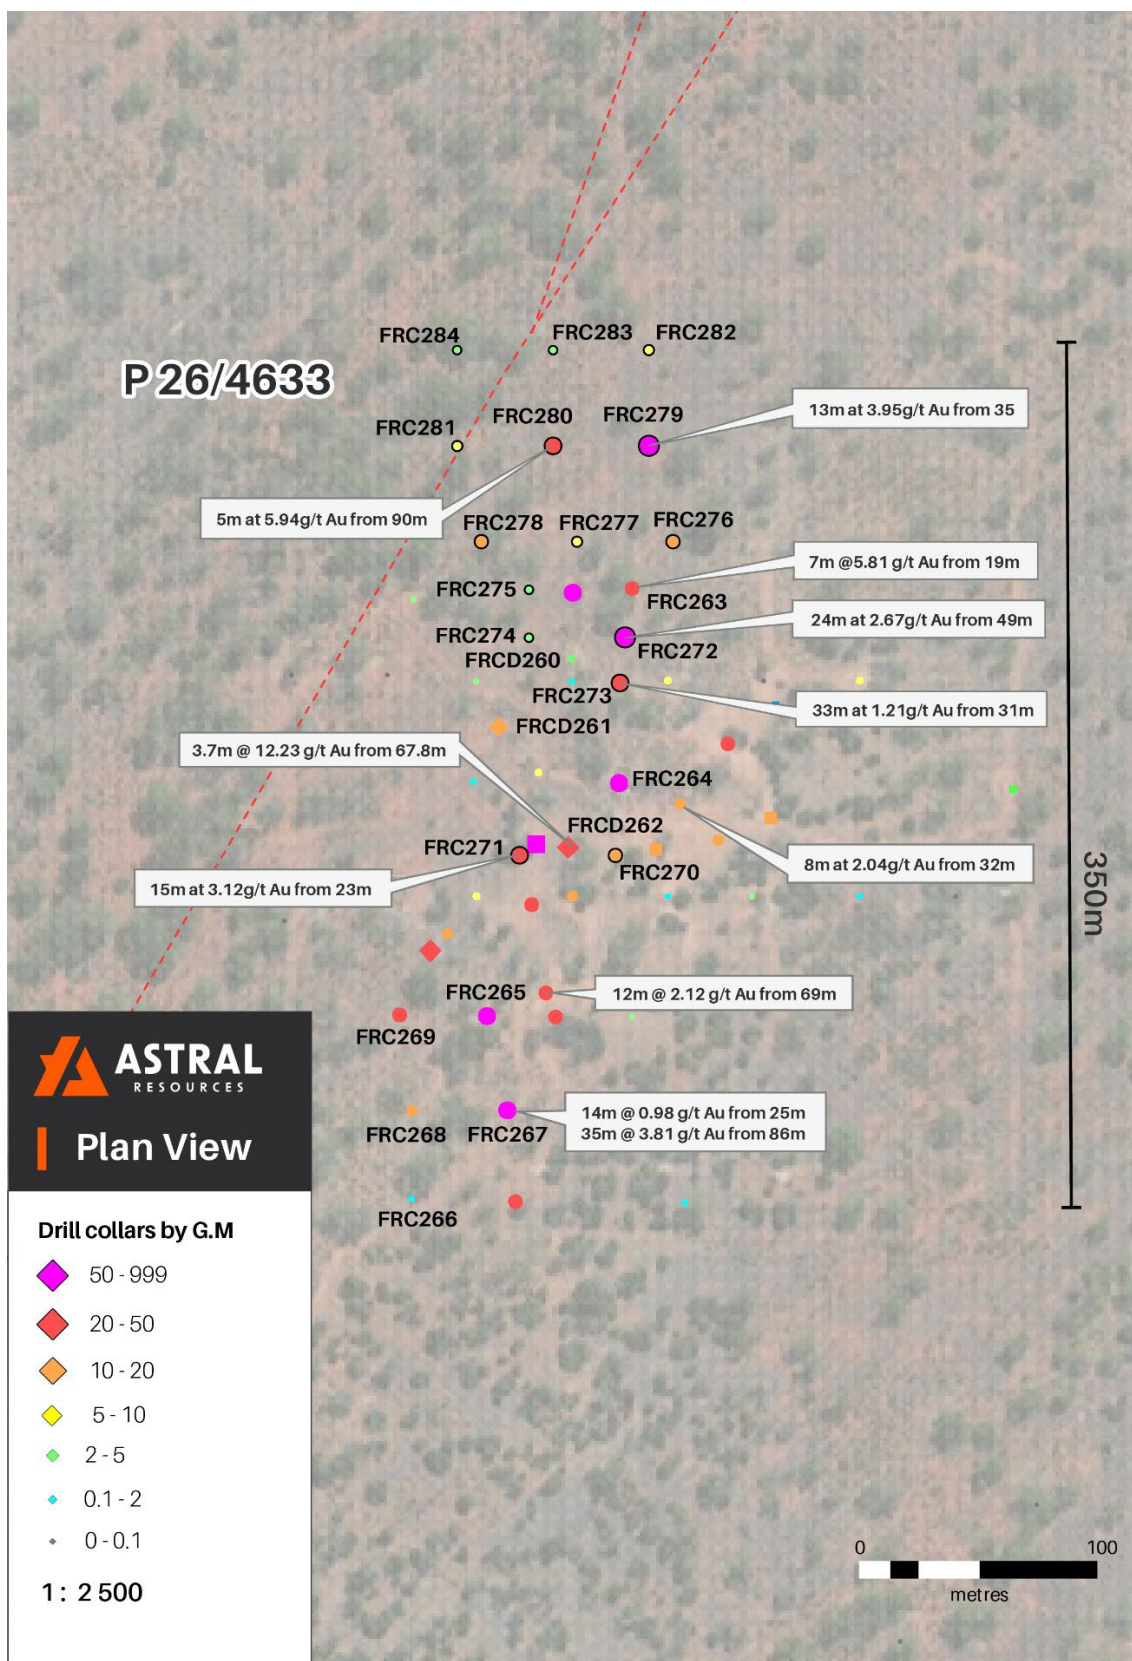 FRC284
FRC283
FRC282
P 26/4633
13m at 3.95g/t Au from 35
FRC281
FRC280
FRC279
5m at 5.94g/t Au from 90m
FRC278
FRC277
FRC276
7m @5.81 g/t Au from 19m
FRC275
FRC263
24m at 2.67g/t Au from 49m
FRC274
FRC272
FRCD260
FRC273
33m at 1.21g/t Au from 31m
FRCD261
3.7m @ 12.23 g/t Au from 67.8m
FRC264
FRCD262
FRC271
FRC270
8m at 2.04g/t Au from 32m
15m at 3.12g/t Au from 23m
350m
FRC265
12m @ 2.12 g/t Au from 69m
FRC269
14m @ 0.98 g/t Au from 25m
35m @ 3.81 g/t Au from 86m
FRC268
FRC267
FRC266
ASTRAL
RESOURCES
Plan View
Drill collars by G.M
50 - 999
20 - 50
10 - 20
5 - 10
2 - 5
0.1 - 2
0 - 0.1
1 : 2 500
0
100
metres